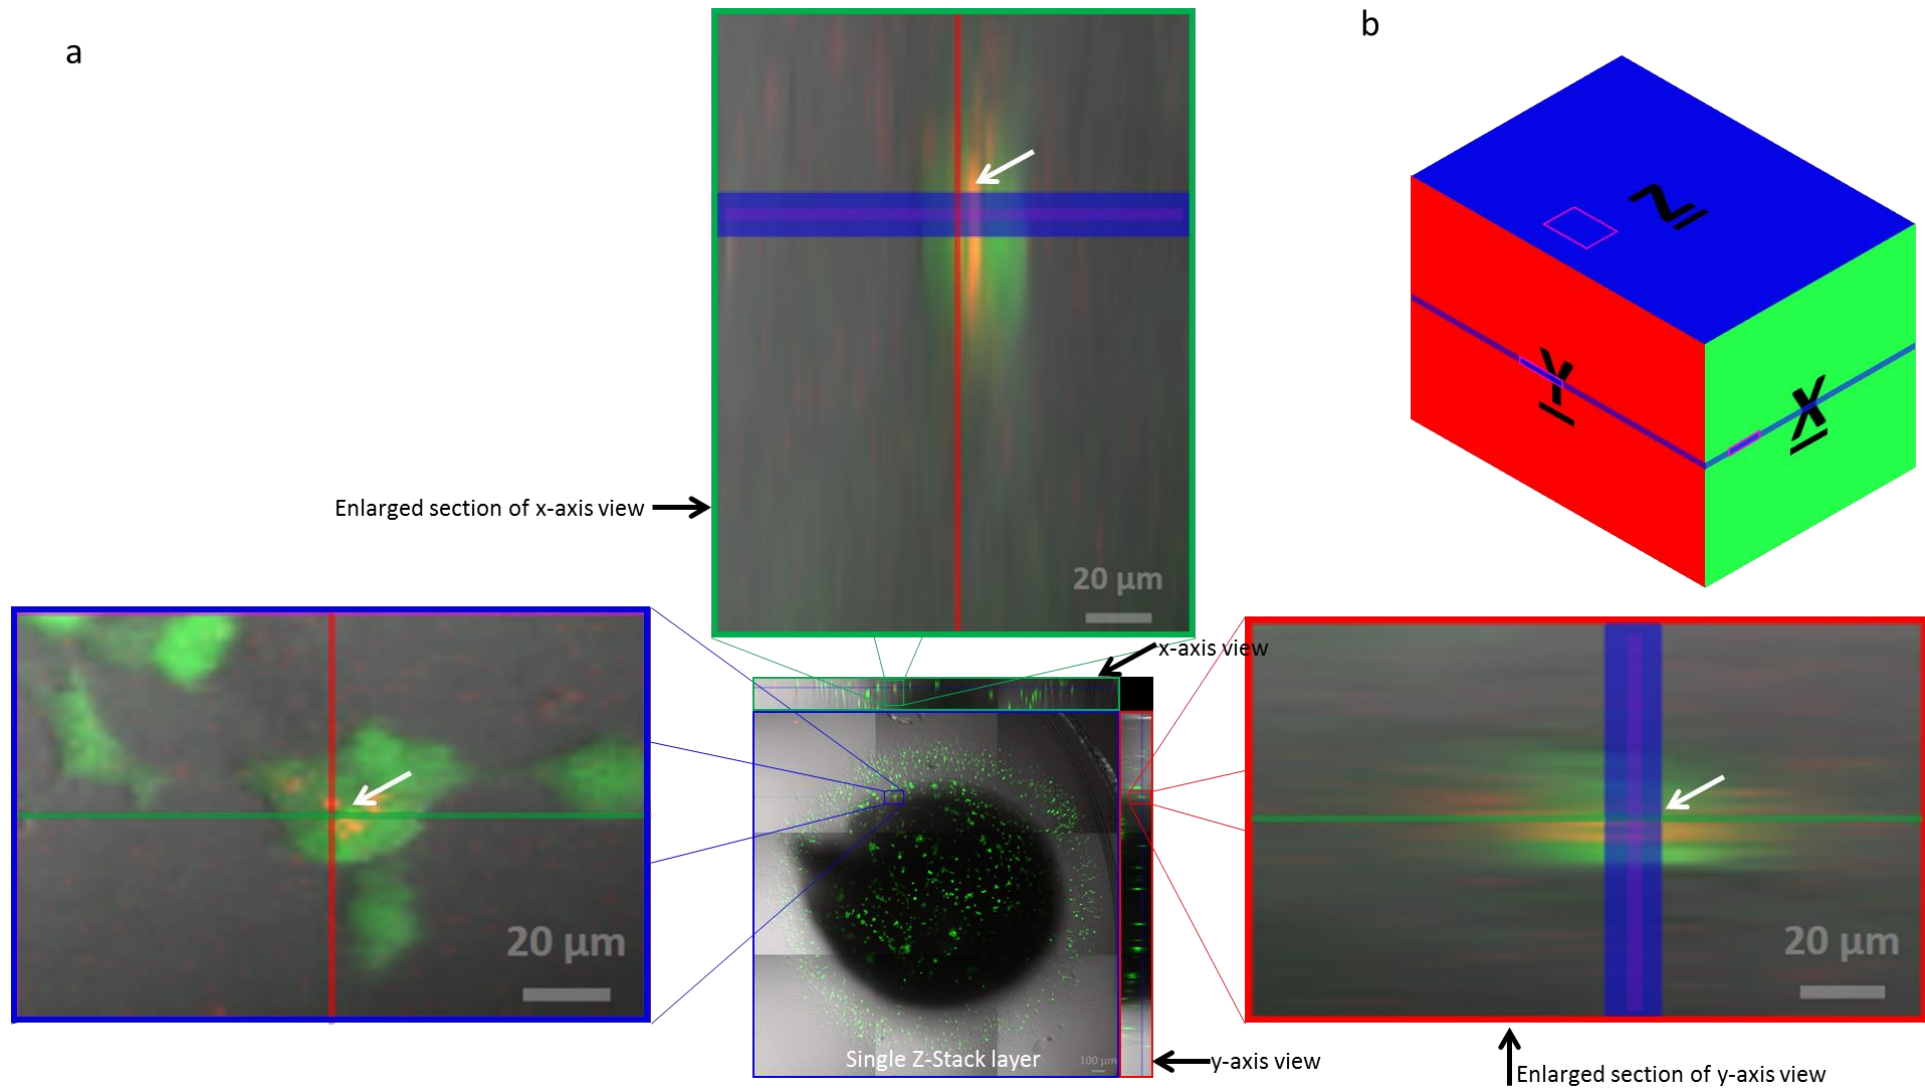 a
b
Z
Y
X
Enlarged section of x-axis view
20 µm
x-axis view
20 µm
20 µm
Single Z-Stack layer
100 µm
y-axis view
Enlarged section of y-axis view